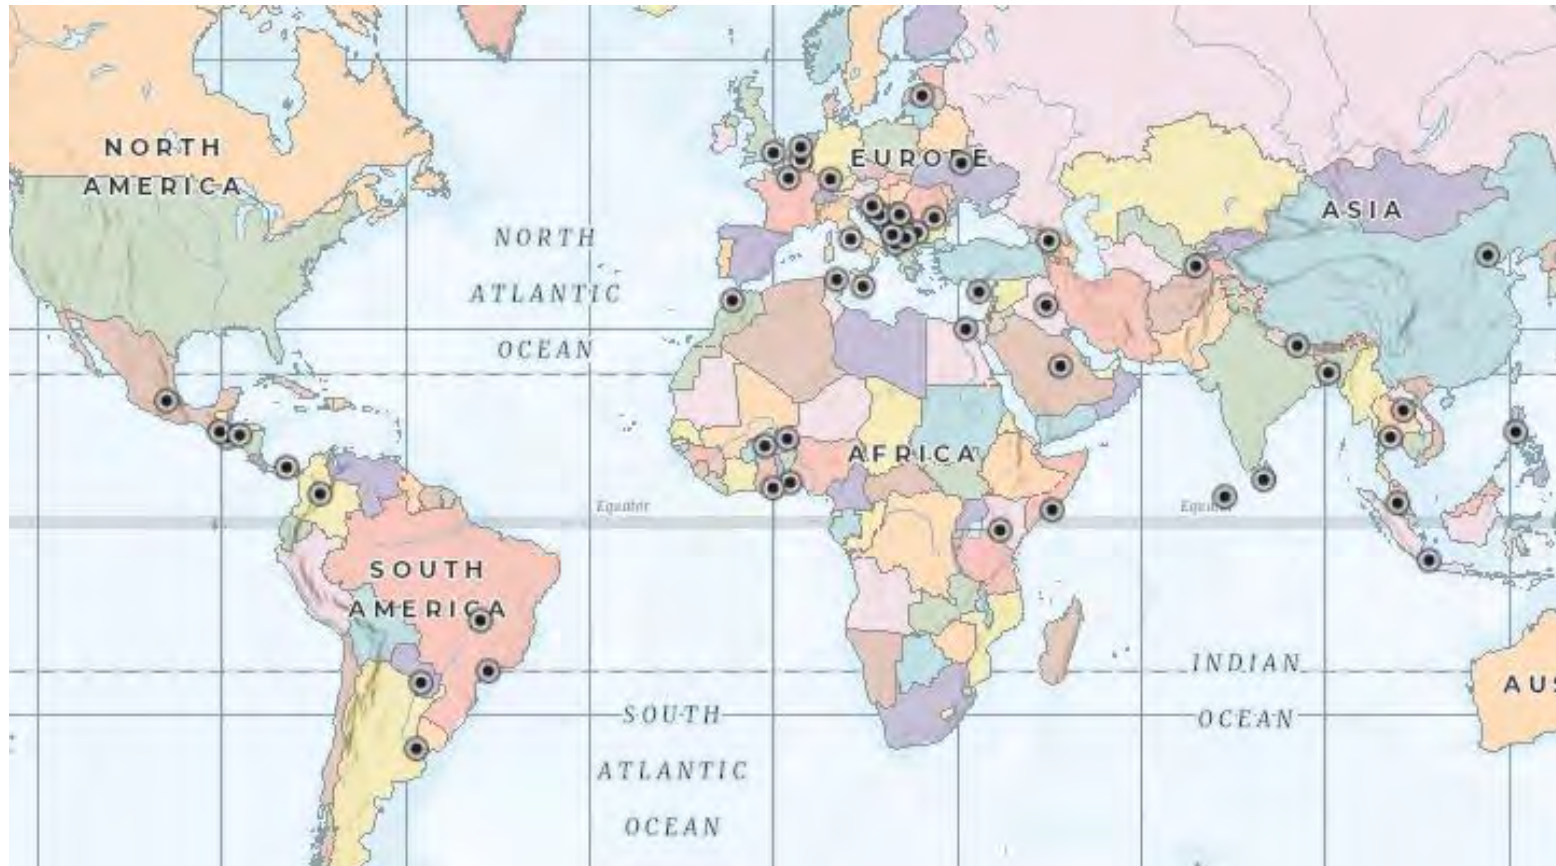 NORTH
AMERICA
EUROPE
ASIA
NORTH
ATLANTIC
OCEAN
AFRICA
Equator
SOUTH
AMERICA
INDIAN
OCEAN
AUS
SOUTH
ATLANTIC
OCEAN